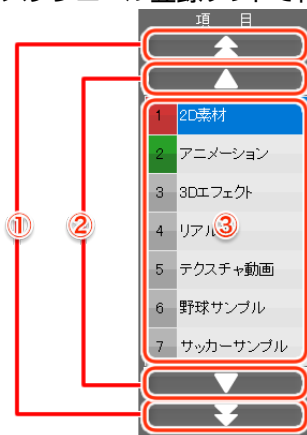 項 目
①
②
1 2D素材
2 アニメーション
3 3Dエフェクト
4 リアル
③
5 テクスチャ動画
6 野球サンプル
7 サッカーサンプル